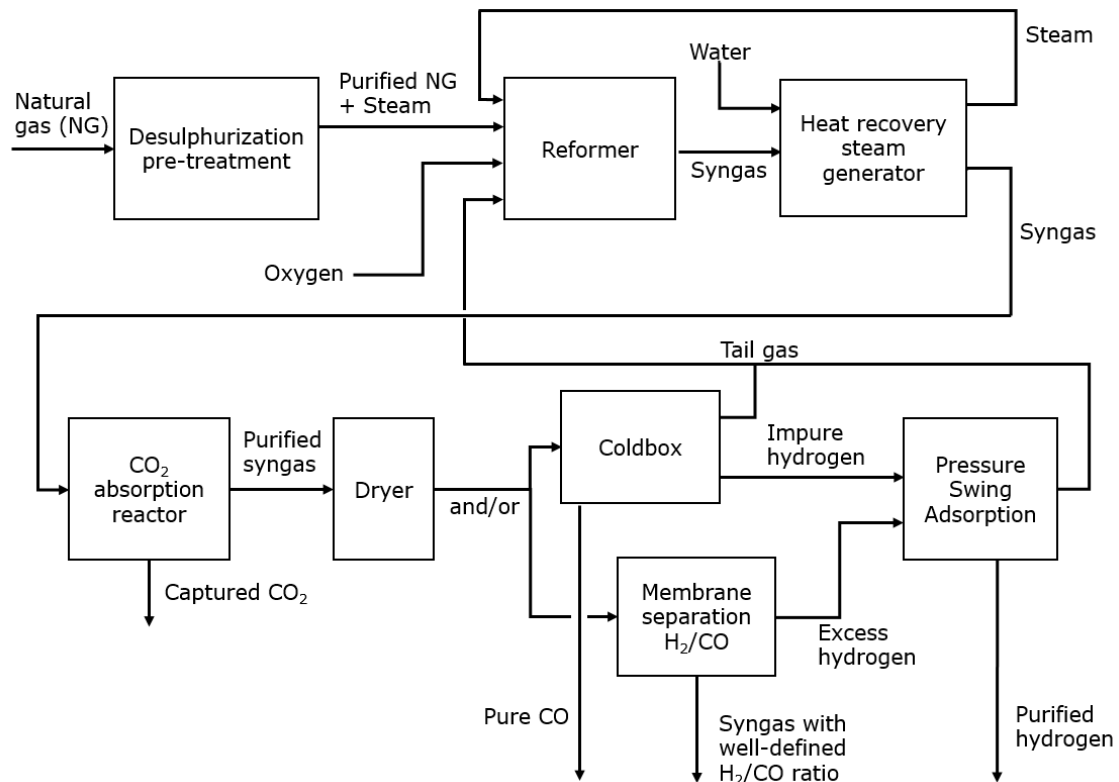 Steam
Water
Natural
gas (NG)
Desulphurization
pre-treatment
Purified NG
+ Steam
Reformer
Syngas
Heat recovery
steam
generator
Syngas
Oxygen
Tail gas
CO₂
absorption
reactor
Purified
syngas
Dryer
and/or
Coldbox
Impure
hydrogen
Pressure
Swing
Adsorption
Captured CO₂
Membrane
separation
H₂/CO
Excess
hydrogen
Pure CO
Syngas with
well-defined
H₂/CO ratio
Purified
hydrogen